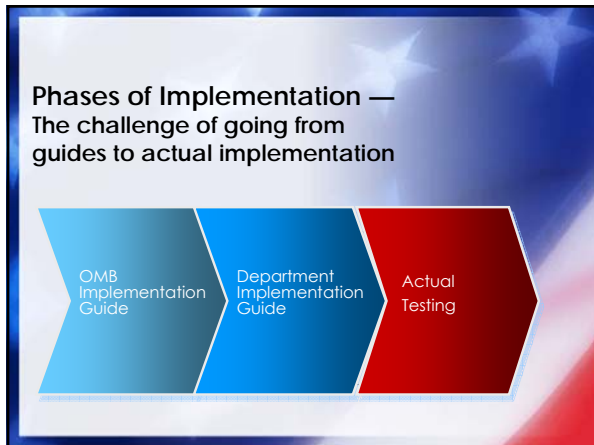 Phases of Implementation —
The challenge of going from
guides to actual implementation
OMB
Implementation
Guide
Department
Implementation
Guide
Actual
Testing